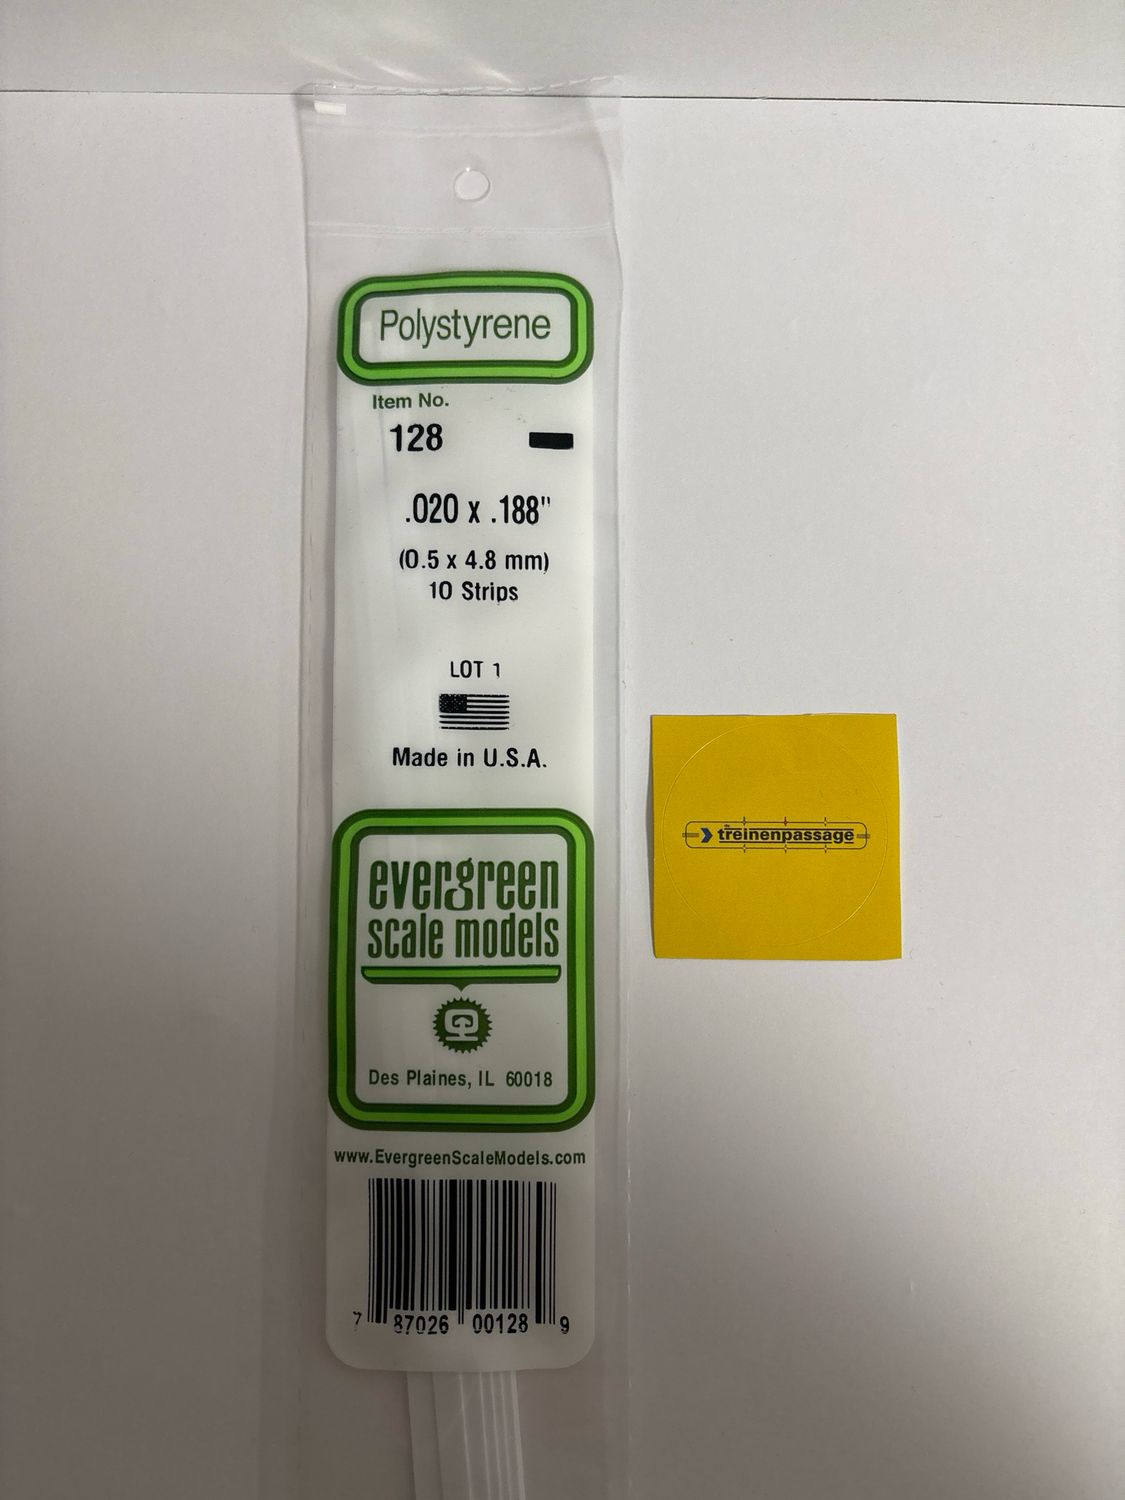 Polystyrene
Item No.
128
.020 x .188"
(0.5 x 4.8 mm)
10 Strips
LOT 1
Made in U.S.A.
evergreen
scale models
Des Plaines, IL 60018
www.EvergreenScaleModels.com
7 87026 00128 9
de
treinenpassage